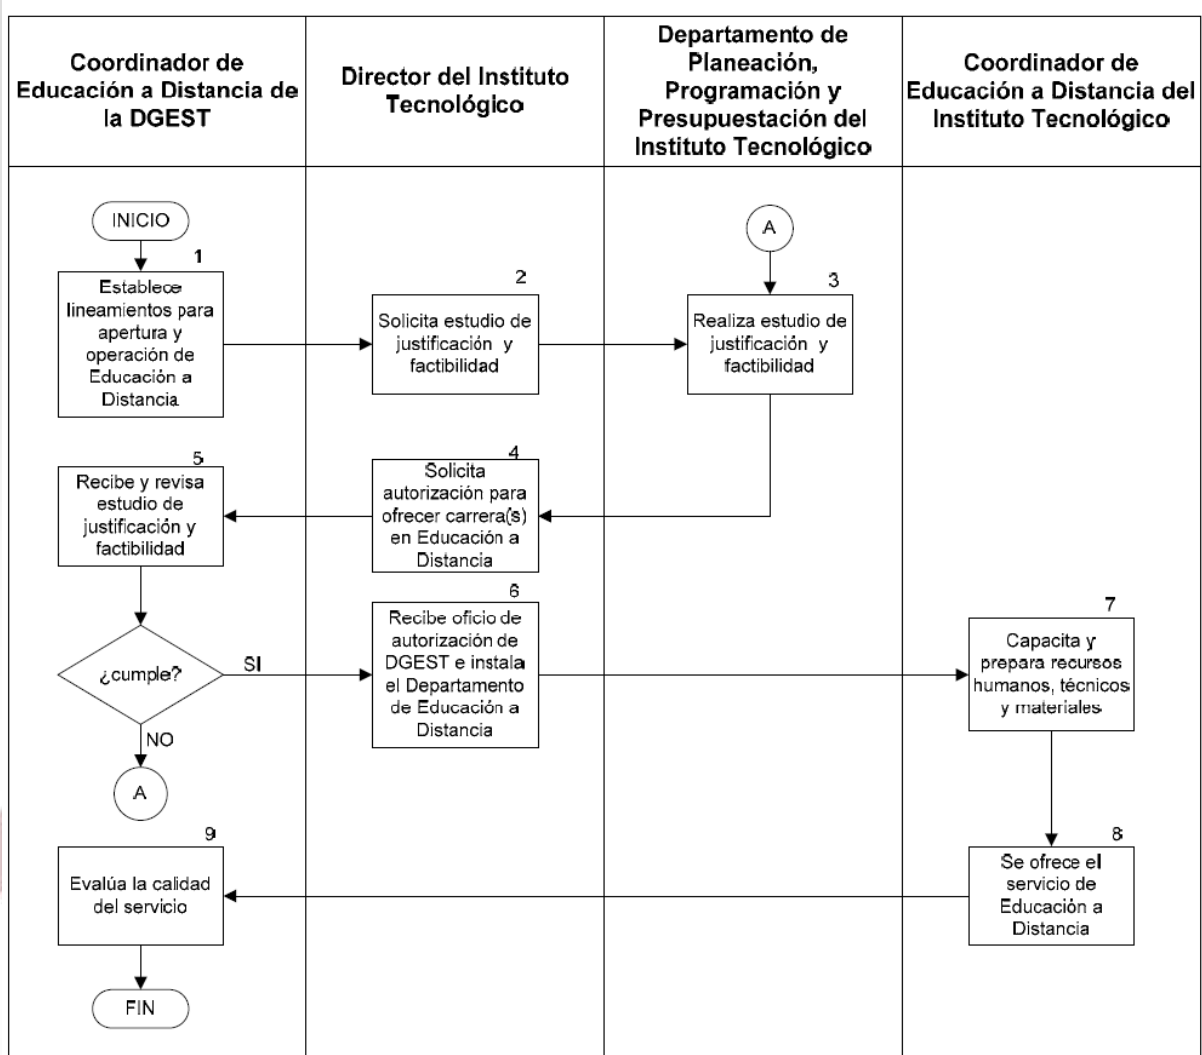 Coordinador de
Educación a Distancia de
la DGEST
Director del Instituto
Tecnológico
Departamento de
Planeación,
Programación y
Presupuestación del
Instituto Tecnológico
Coordinador de
Educación a Distancia del
Instituto Tecnológico
INICIO
1
Establece
lineamientos para
apertura y
operación de
Educación a
Distancia
2
Solicita estudio de
justificación y
factibilidad
A
3
Realiza estudio de
justificación y
factibilidad
4
Solicita
autorización para
ofrecer carrera(s)
en Educación a
Distancia
5
Recibe y revisa
estudio de
justificación y
factibilidad
¿cumple?
SI
NO
A
6
Recibe oficio de
autorización de
DGEST e instala
el Departamento
de Educación a
Distancia
7
Capacita y
prepara recursos
humanos, técnicos
y materiales
8
Se ofrece el
servicio de
Educación a
Distancia
9
Evalúa la calidad
del servicio
FIN